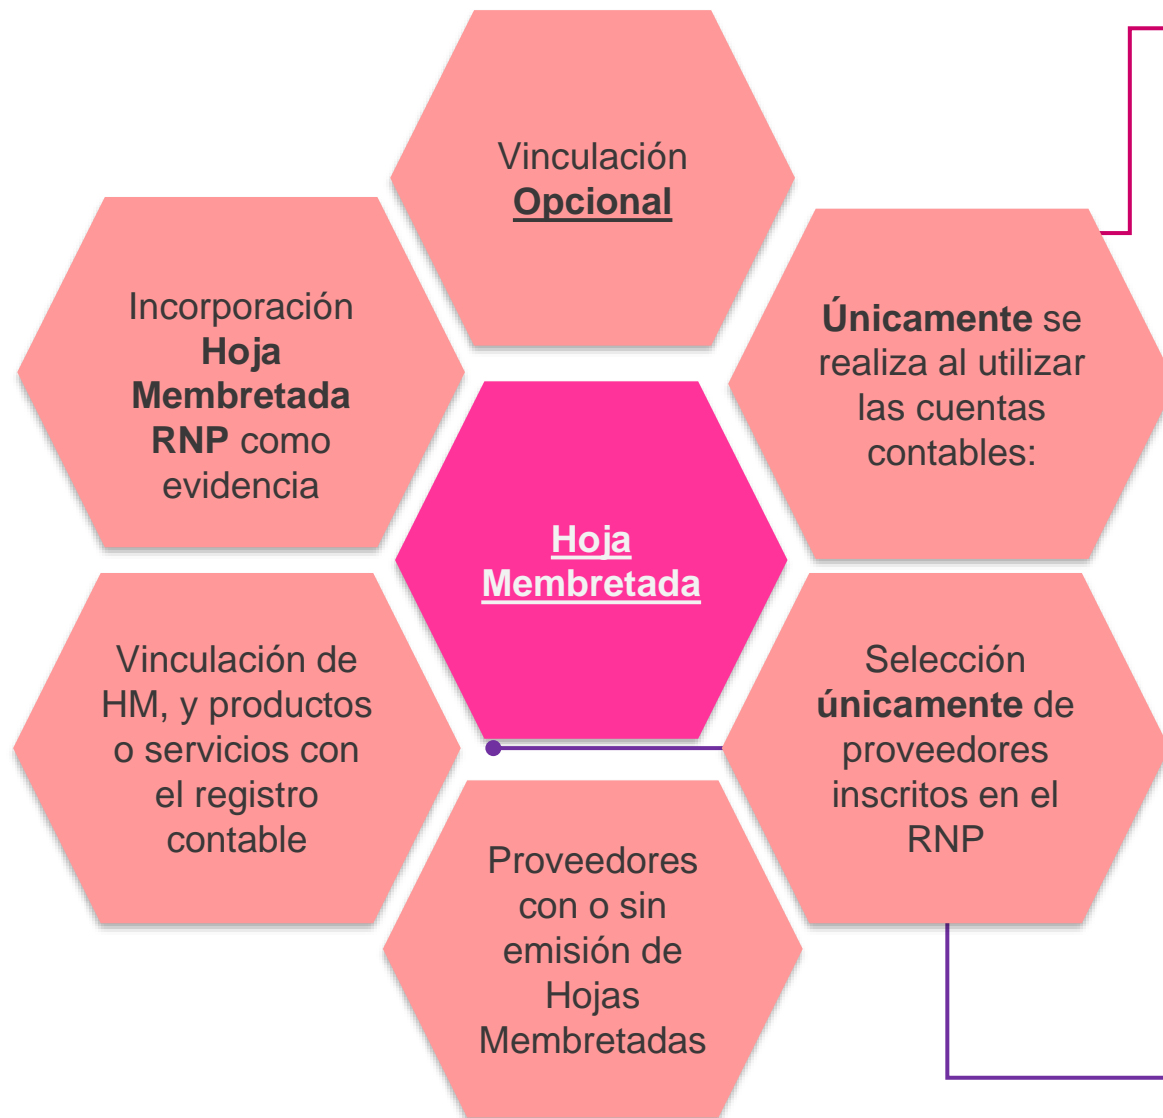 Vinculación
Opcional
Incorporación
Hoja
Membretada
RNP como
evidencia
Únicamente se
realiza al utilizar
las cuentas
contables:
Hoja
Membretada
Vinculación de
HM, y productos
o servicios con
el registro
contable
Selección
únicamente de
proveedores
inscritos en el
RNP
Proveedores
con o sin
emisión de
Hojas
Membretadas